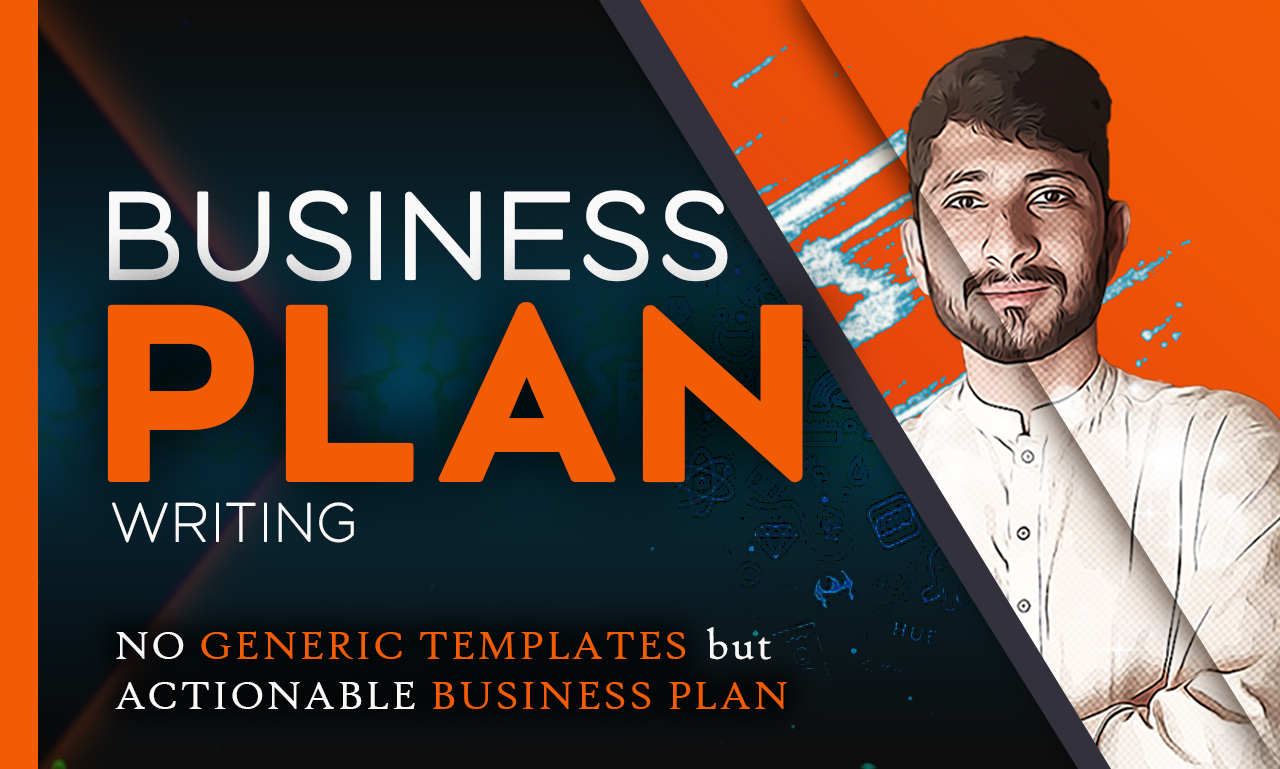 BUSINESS
PLAN
WRITING
NO GENERIC TEMPLATES but
ACTIONABLE BUSINESS PLAN